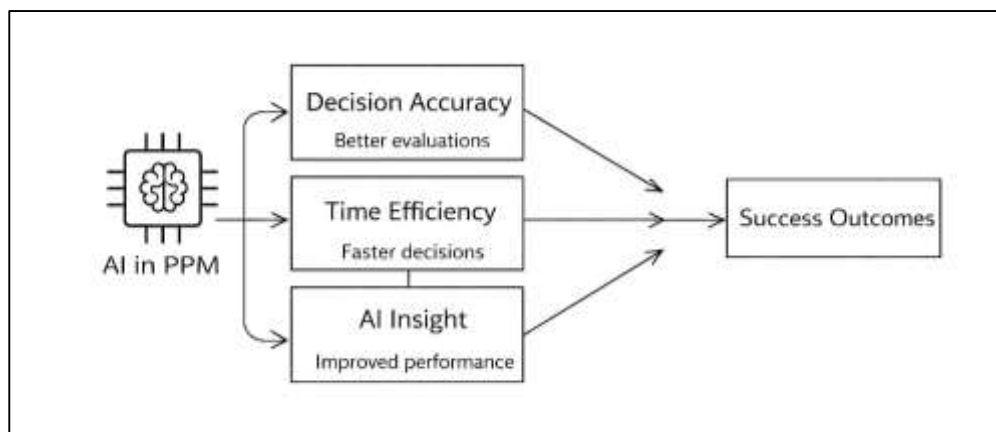 Decision Accuracy
Better evaluations
AI in PPM
Time Efficiency
Faster decisions
AI Insight
Improved performance
Success Outcomes